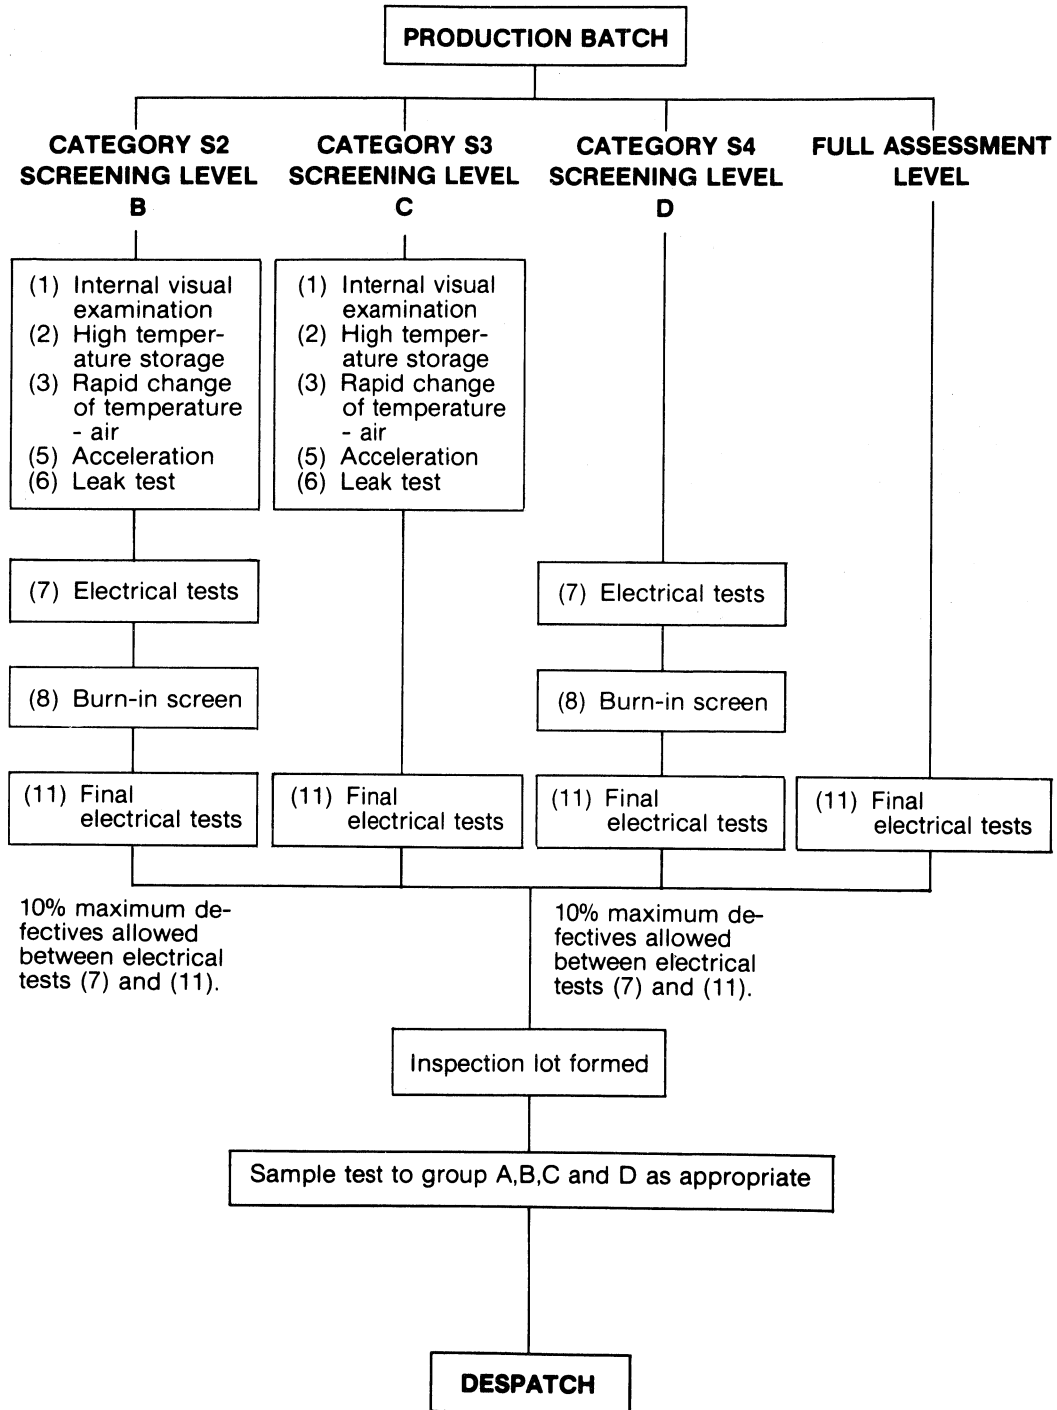 PRODUCTION BATCH
CATEGORY S2
SCREENING LEVEL
B
CATEGORY S3
SCREENING LEVEL
C
CATEGORY S4
SCREENING LEVEL
D
FULL ASSESSMENT
LEVEL
(1) Internal visual
examination
(2) High temper-
ature storage
(3) Rapid change
of temperature
- air
(5) Acceleration
(6) Leak test
(1) Internal visual
examination
(2) High temper-
ature storage
(3) Rapid change
of temperature
- air
(5) Acceleration
(6) Leak test
(7) Electrical tests
(7) Electrical tests
(8) Burn-in screen
(8) Burn-in screen
(11) Final
electrical tests
(11) Final
electrical tests
(11) Final
electrical tests
(11) Final
electrical tests
10% maximum de-
fectives allowed
between electrical
tests (7) and (11).
10% maximum de-
fectives allowed
between electrical
tests (7) and (11).
Inspection lot formed
Sample test to group A,B,C and D as appropriate
DESPATCH